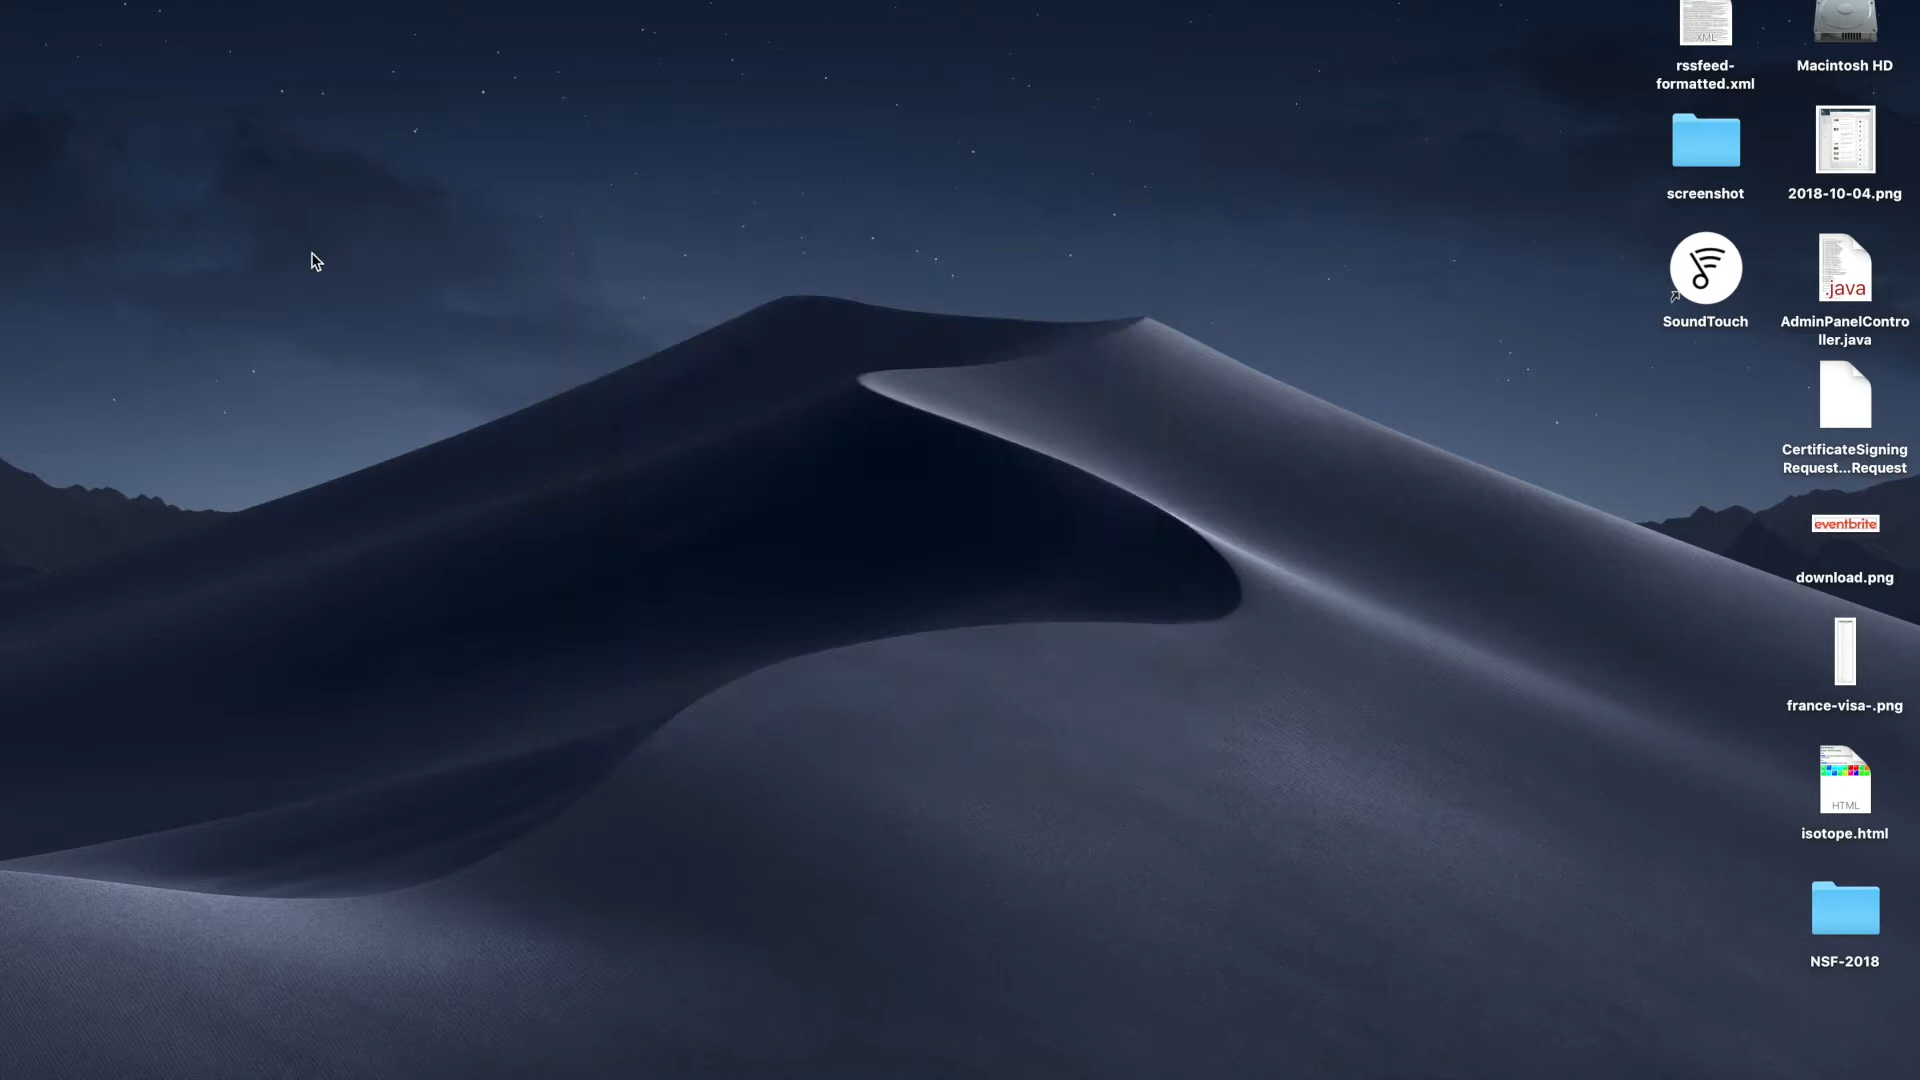 XML
rssfeed-
formatted.xml
Macintosh HD
screenshot
2018-10-04.png
SoundTouch
.java
AdminPanelContro
ller.java
CertificateSigning
Request...Request
eventbrite
download.png
france-visa-.png
HTML
isotope.html
NSF-2018